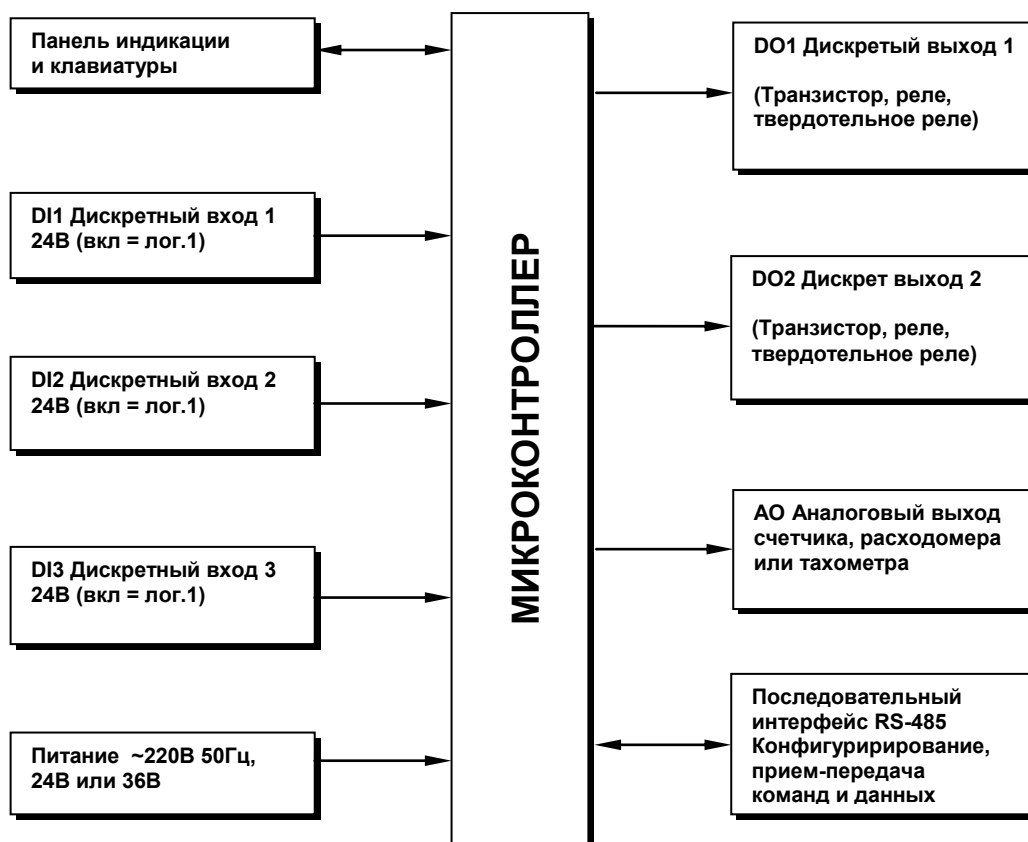 Панель индикации
и клавиатуры
DI1 Дискретный вход 1
24В (вкл = лог.1)
DI2 Дискретный вход 2
24В (вкл = лог.1)
DI3 Дискретный вход 3
24В (вкл = лог.1)
Питание ~220В 50Гц,
24В или 36В
МИКРОКОНТРОЛЛЕР
DO1 Дискретый выход 1
(Транзистор, реле,
твердотельное реле)
DO2 Дискрет выход 2
(Транзистор, реле,
твердотельное реле)
АО Аналоговый выход
счетчика, расходомера
или тахометра
Последовательный
интерфейс RS-485
Конфигуририрование,
прием-передача
команд и данных